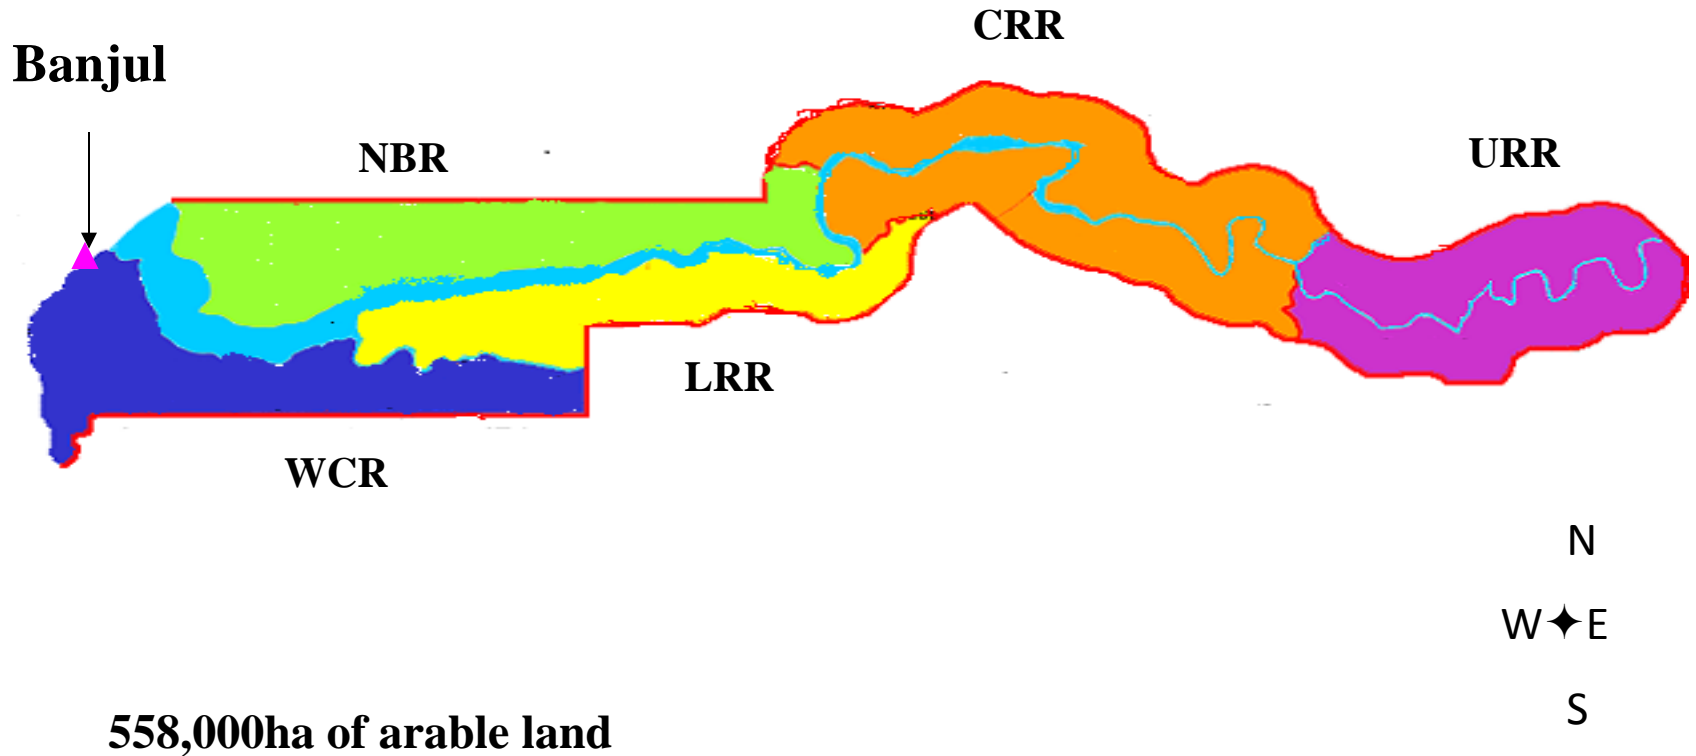 CRR
Banjul
NBR
URR
LRR
WCR
N
W E
S
558,000ha of arable land